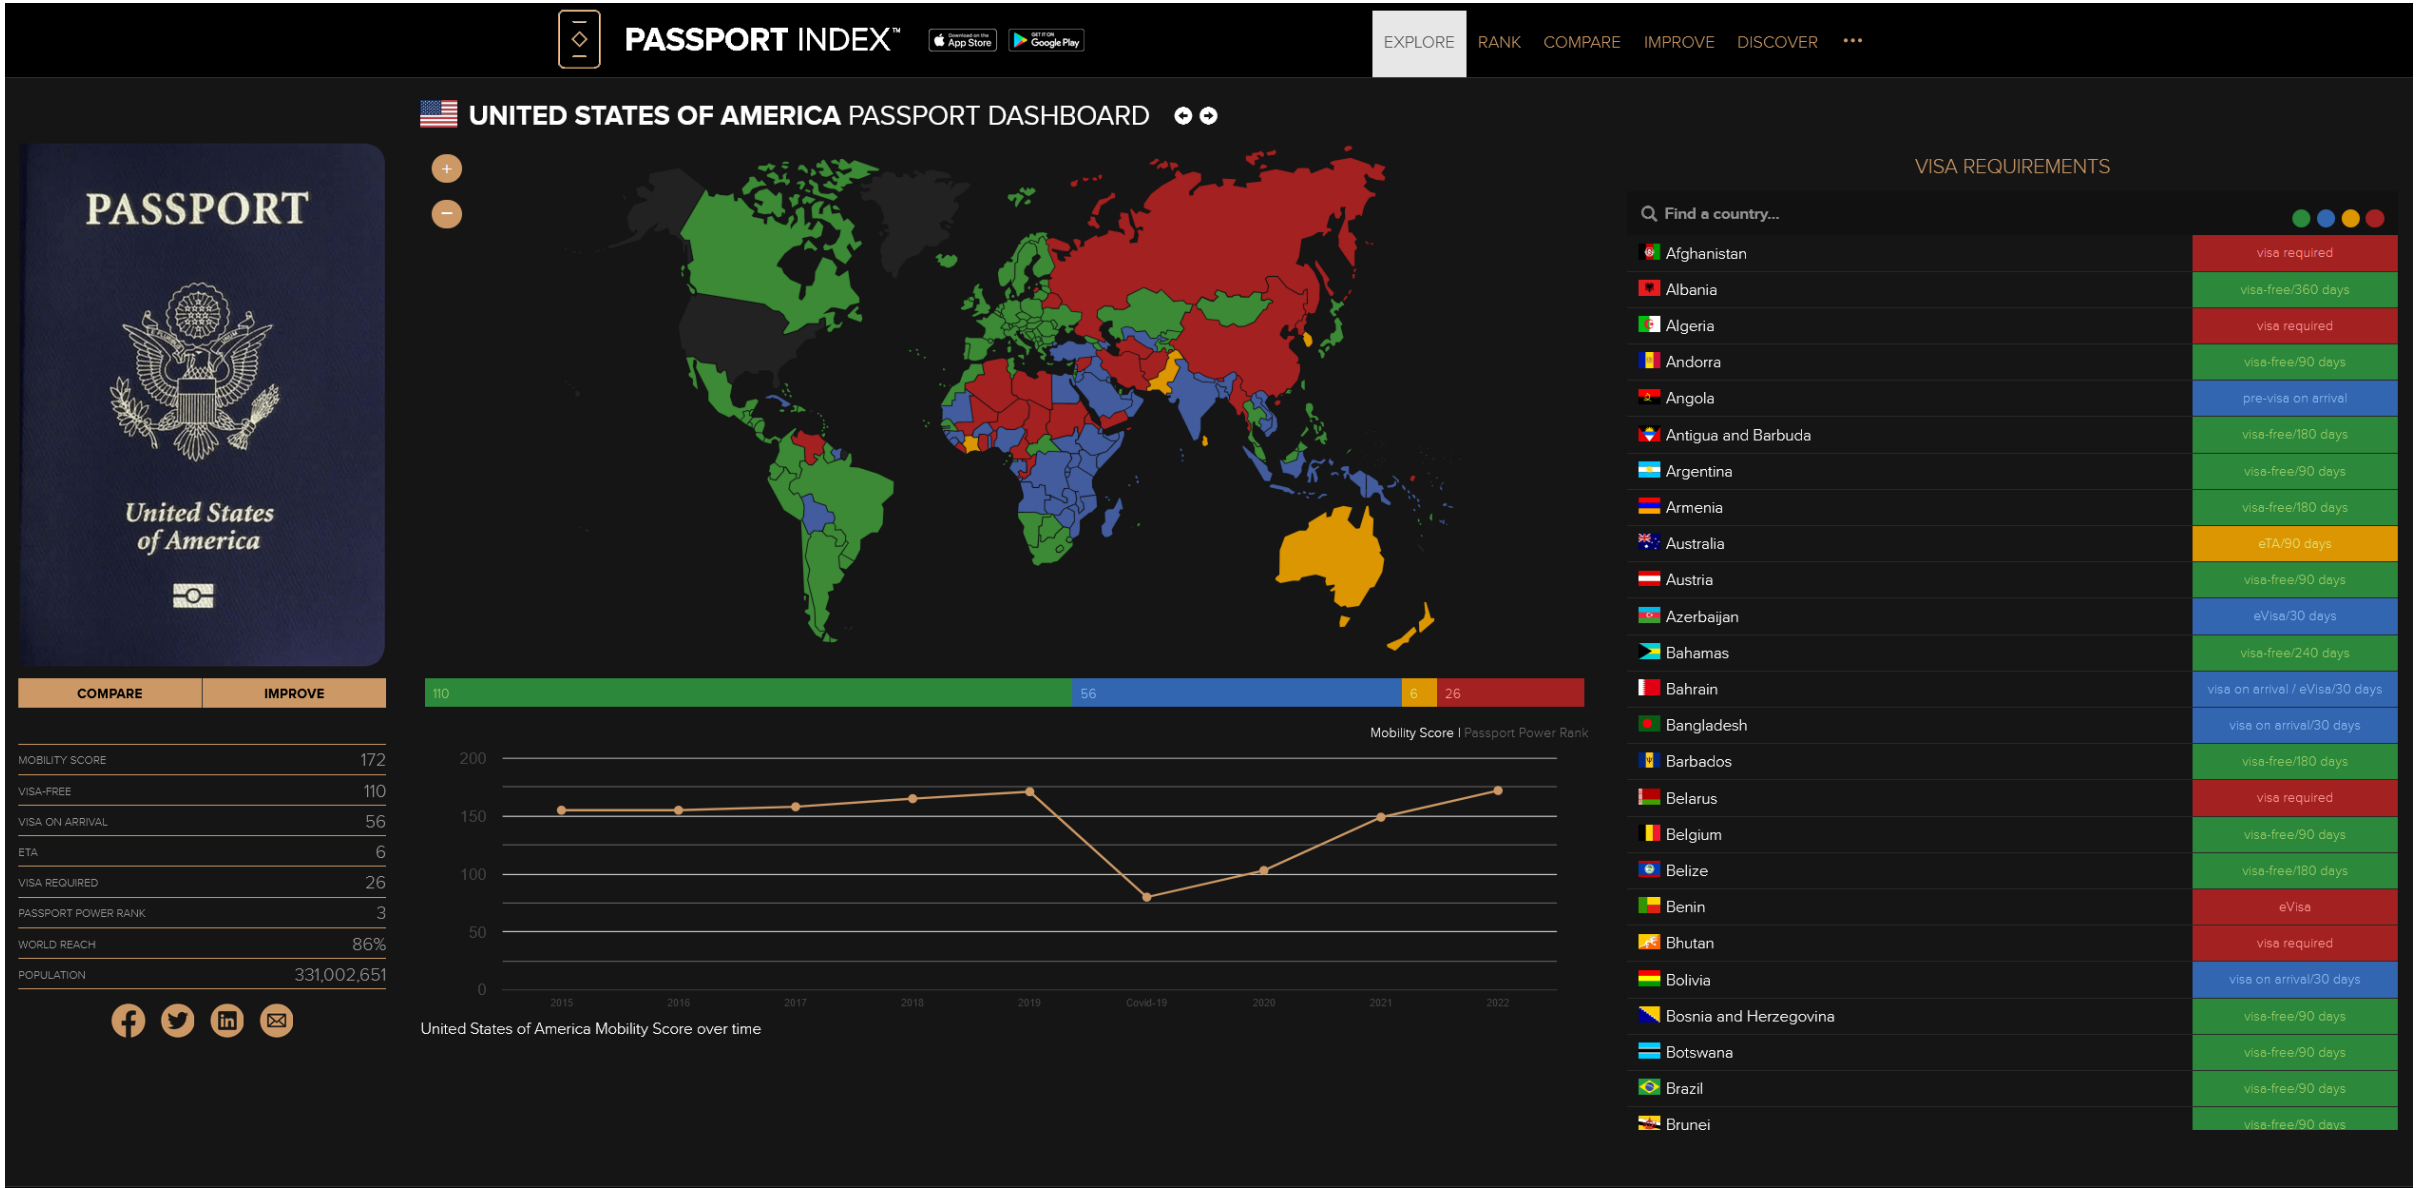 PASSPORT INDEX™
Download on the App Store
GET IT ON Google Play
EXPLORE
RANK
COMPARE
IMPROVE
DISCOVER
•••
UNITED STATES OF AMERICA PASSPORT DASHBOARD
PASSPORT
United States
of America
COMPARE
IMPROVE
MOBILITY SCORE 172
VISA-FREE 110
VISA ON ARRIVAL 56
ETA 6
VISA REQUIRED 26
PASSPORT POWER RANK 3
WORLD REACH 86%
POPULATION 331,002,651
+
−
110 56 6 26
Mobility Score | Passport Power Rank
200
150
100
50
0
2015 2016 2017 2018 2019 Covid-19 2020 2021 2022
United States of America Mobility Score over time
VISA REQUIREMENTS
Find a country...
Afghanistan visa required
Albania visa-free/360 days
Algeria visa required
Andorra visa-free/90 days
Angola pre-visa on arrival
Antigua and Barbuda visa-free/180 days
Argentina visa-free/90 days
Armenia visa-free/180 days
Australia eTA/90 days
Austria visa-free/90 days
Azerbaijan eVisa/30 days
Bahamas visa-free/240 days
Bahrain visa on arrival / eVisa/30 days
Bangladesh visa on arrival/30 days
Barbados visa-free/180 days
Belarus visa required
Belgium visa-free/90 days
Belize visa-free/180 days
Benin eVisa
Bhutan visa required
Bolivia visa on arrival/30 days
Bosnia and Herzegovina visa-free/90 days
Botswana visa-free/90 days
Brazil visa-free/90 days
Brunei visa-free/90 days